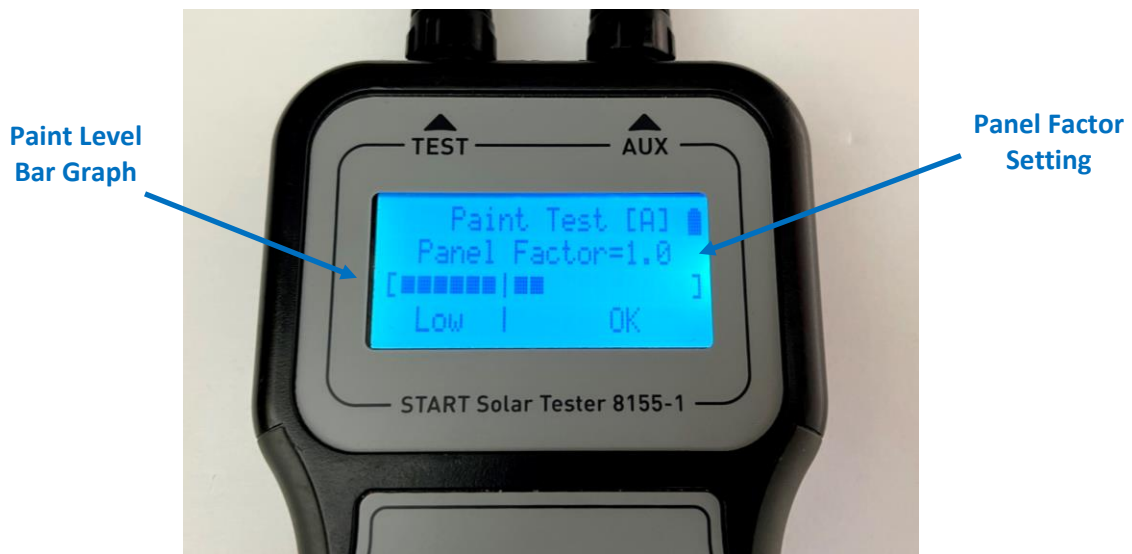 Paint Level
Bar Graph
Panel Factor
Setting
TEST
AUX
Paint Test [A]
Panel Factor=1.0
[■■■■■■|■■ ]
Low | OK
START Solar Tester 8155-1